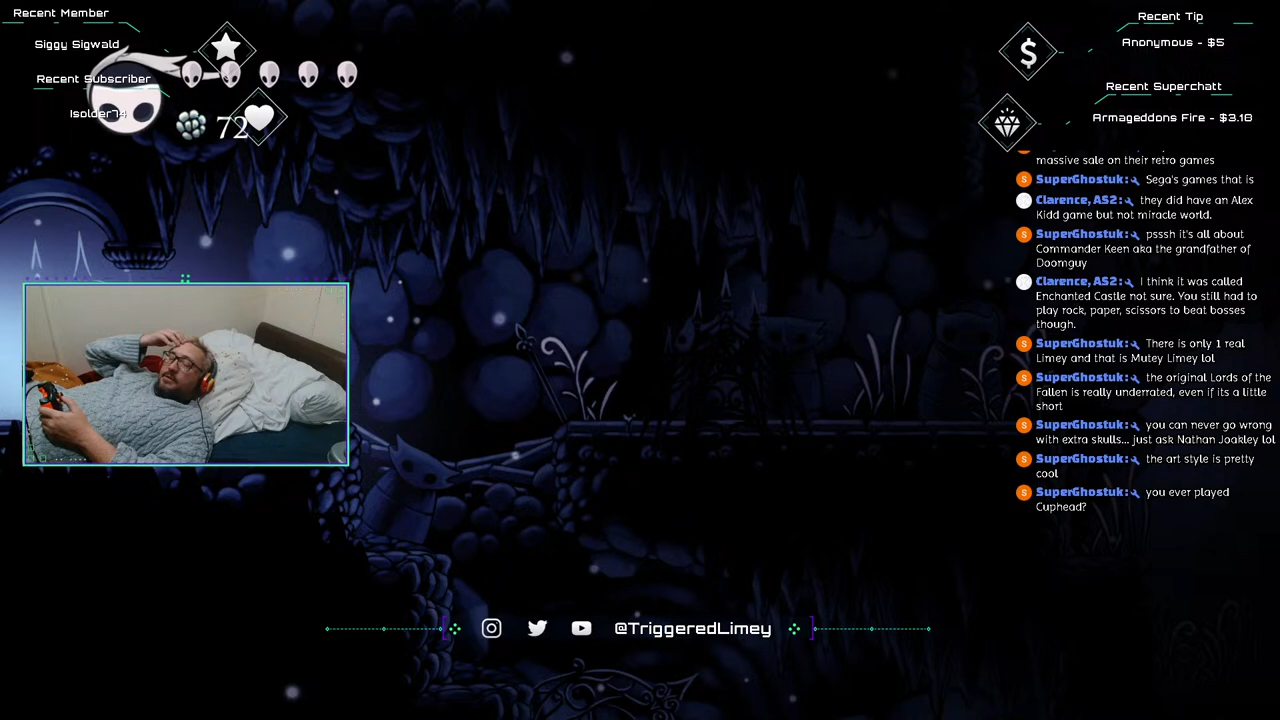 Recent Member
Siggy Sigwald
Recent Subscriber
Isolder74
72
Recent Tip
Anonymous - $5
Recent Superchatt
Armageddons Fire - $3.18
massive sale on their retro games
SuperGhostuk: Sega's games that is
Clarence, AS2: they did have an Alex
Kidd game but not miracle world.
SuperGhostuk: psssh it's all about
Commander Keen aka the grandfather of
Doomguy
Clarence, AS2: I think it was called
Enchanted Castle not sure. You still had to
play rock, paper, scissors to beat bosses
though.
SuperGhostuk: There is only 1 real
Limey and that is Mutey Limey lol
SuperGhostuk: the original Lords of the
Fallen is really underrated, even if its a little
short
SuperGhostuk: you can never go wrong
with extra skulls... just ask Nathan Joakley lol
SuperGhostuk: the art style is pretty
cool
SuperGhostuk: you ever played
Cuphead?
@TriggeredLimey